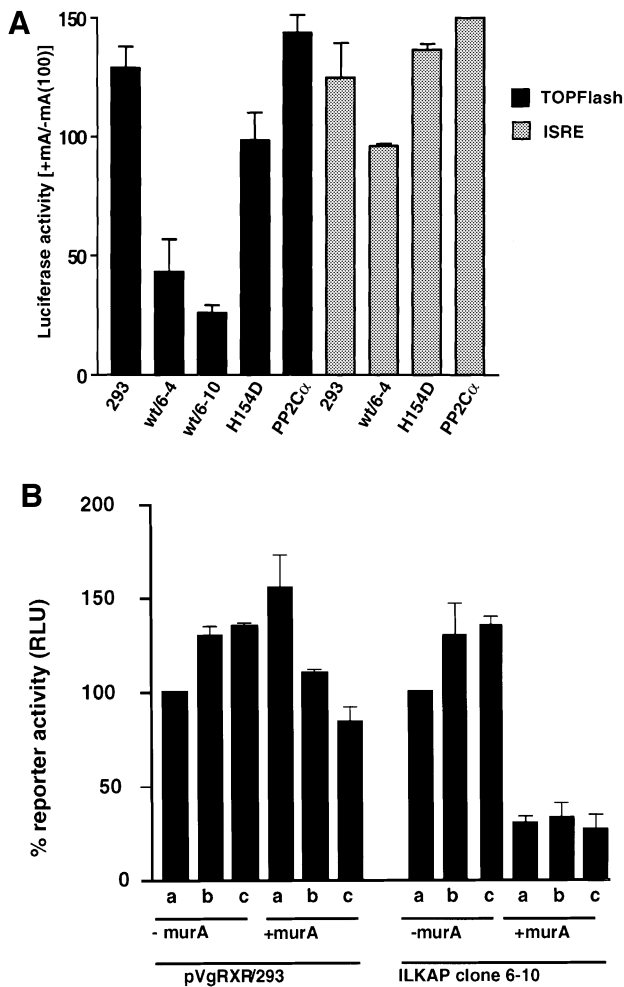 A
Luciferase activity [+mA/-mA(100)]
150
100
50
0
293
wt/6-4
wt/6-10
H154D
PP2Cα
293
wt/6-4
H154D
PP2Cα
TOPFlash
ISRE
B
% reporter activity (RLU)
200
150
100
50
0
a b c a b c a b c a b c
- murA +murA -murA +murA
pVgRXR/293 ILKAP clone 6-10